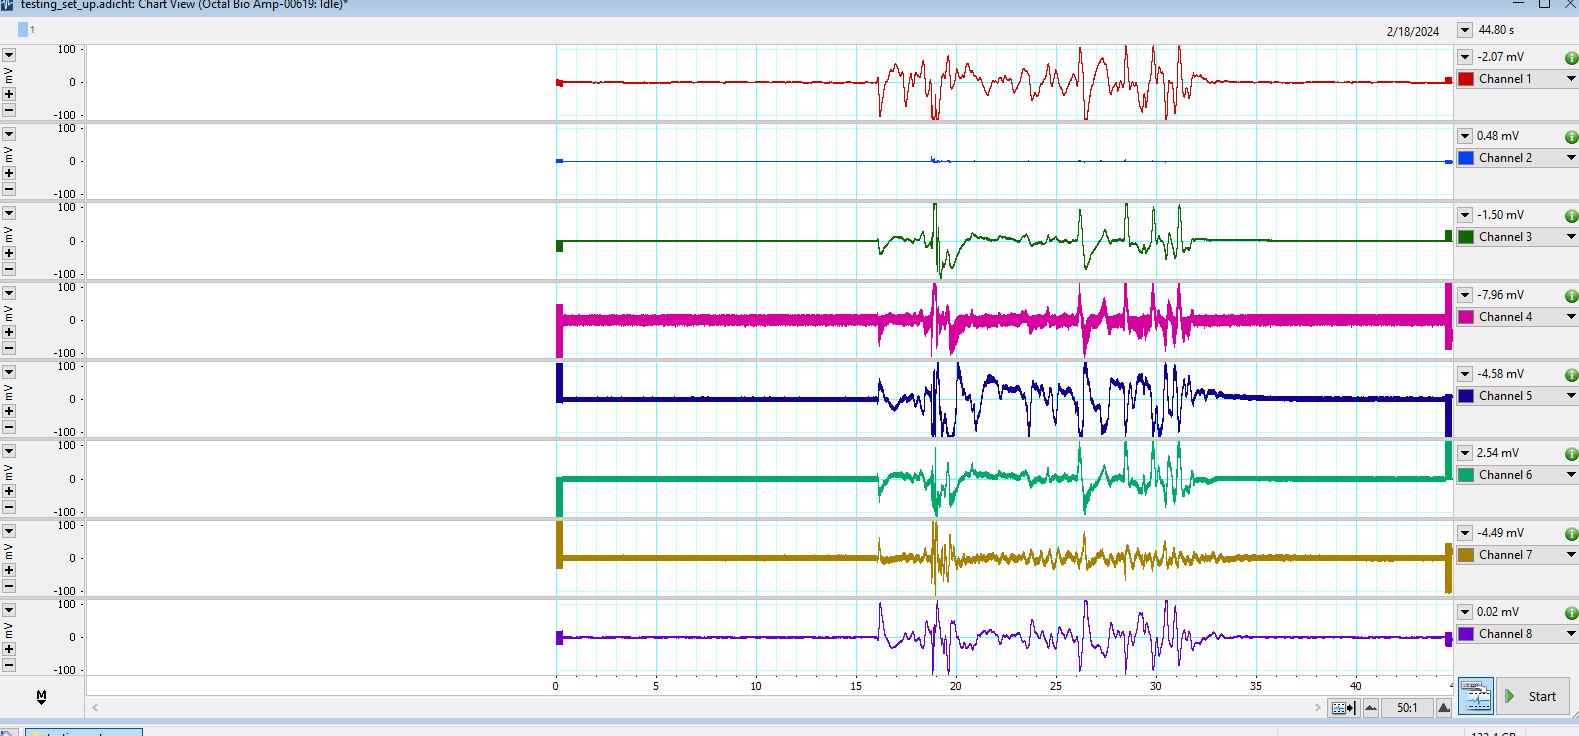 testing_set_up.adicht: Chart View (Octal Bio Amp-00619: Idle)*
1
2/18/2024
44.80 s
100
0
-100
mV
-2.07 mV
Channel 1
100
0
-100
mV
0.48 mV
Channel 2
100
0
-100
mV
-1.50 mV
Channel 3
100
0
-100
mV
-7.96 mV
Channel 4
100
0
-100
mV
-4.58 mV
Channel 5
100
0
-100
mV
2.54 mV
Channel 6
100
0
-100
mV
-4.49 mV
Channel 7
100
0
-100
mV
0.02 mV
Channel 8
0 5 10 15 20 25 30 35 40
M
50:1
Start